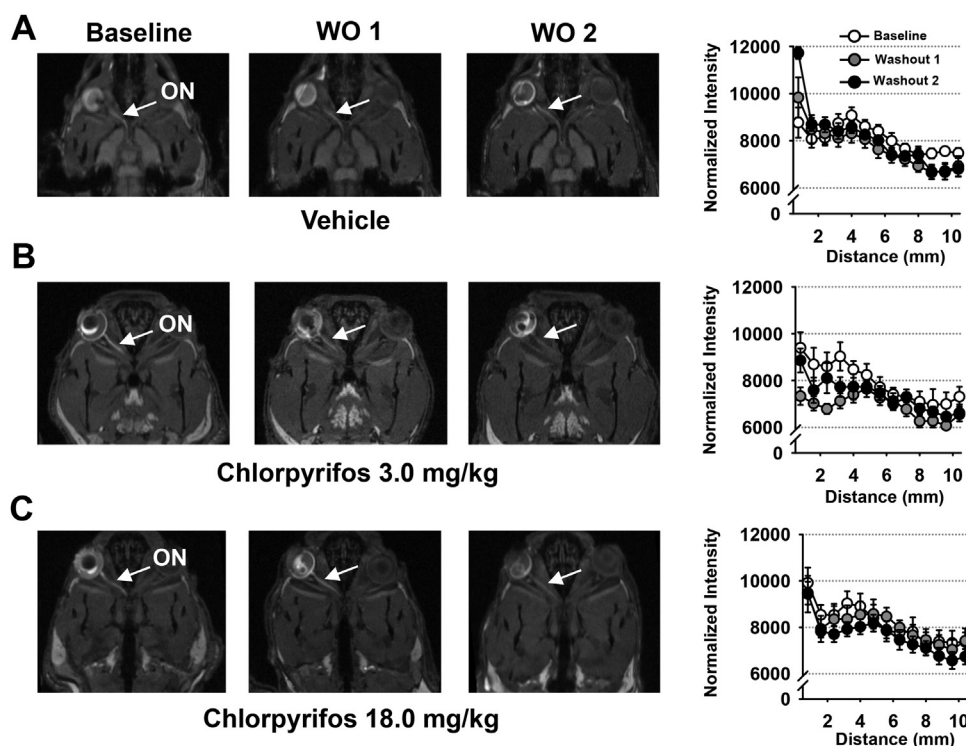 A
Baseline
WO 1
WO 2
ON
Vehicle
Baseline
Washout 1
Washout 2
Normalized Intensity
12000
10000
8000
6000
0
2 4 6 8 10
Distance (mm)
B
ON
Chlorpyrifos 3.0 mg/kg
Normalized Intensity
12000
10000
8000
6000
0
2 4 6 8 10
Distance (mm)
C
ON
Chlorpyrifos 18.0 mg/kg
Normalized Intensity
12000
10000
8000
6000
0
2 4 6 8 10
Distance (mm)